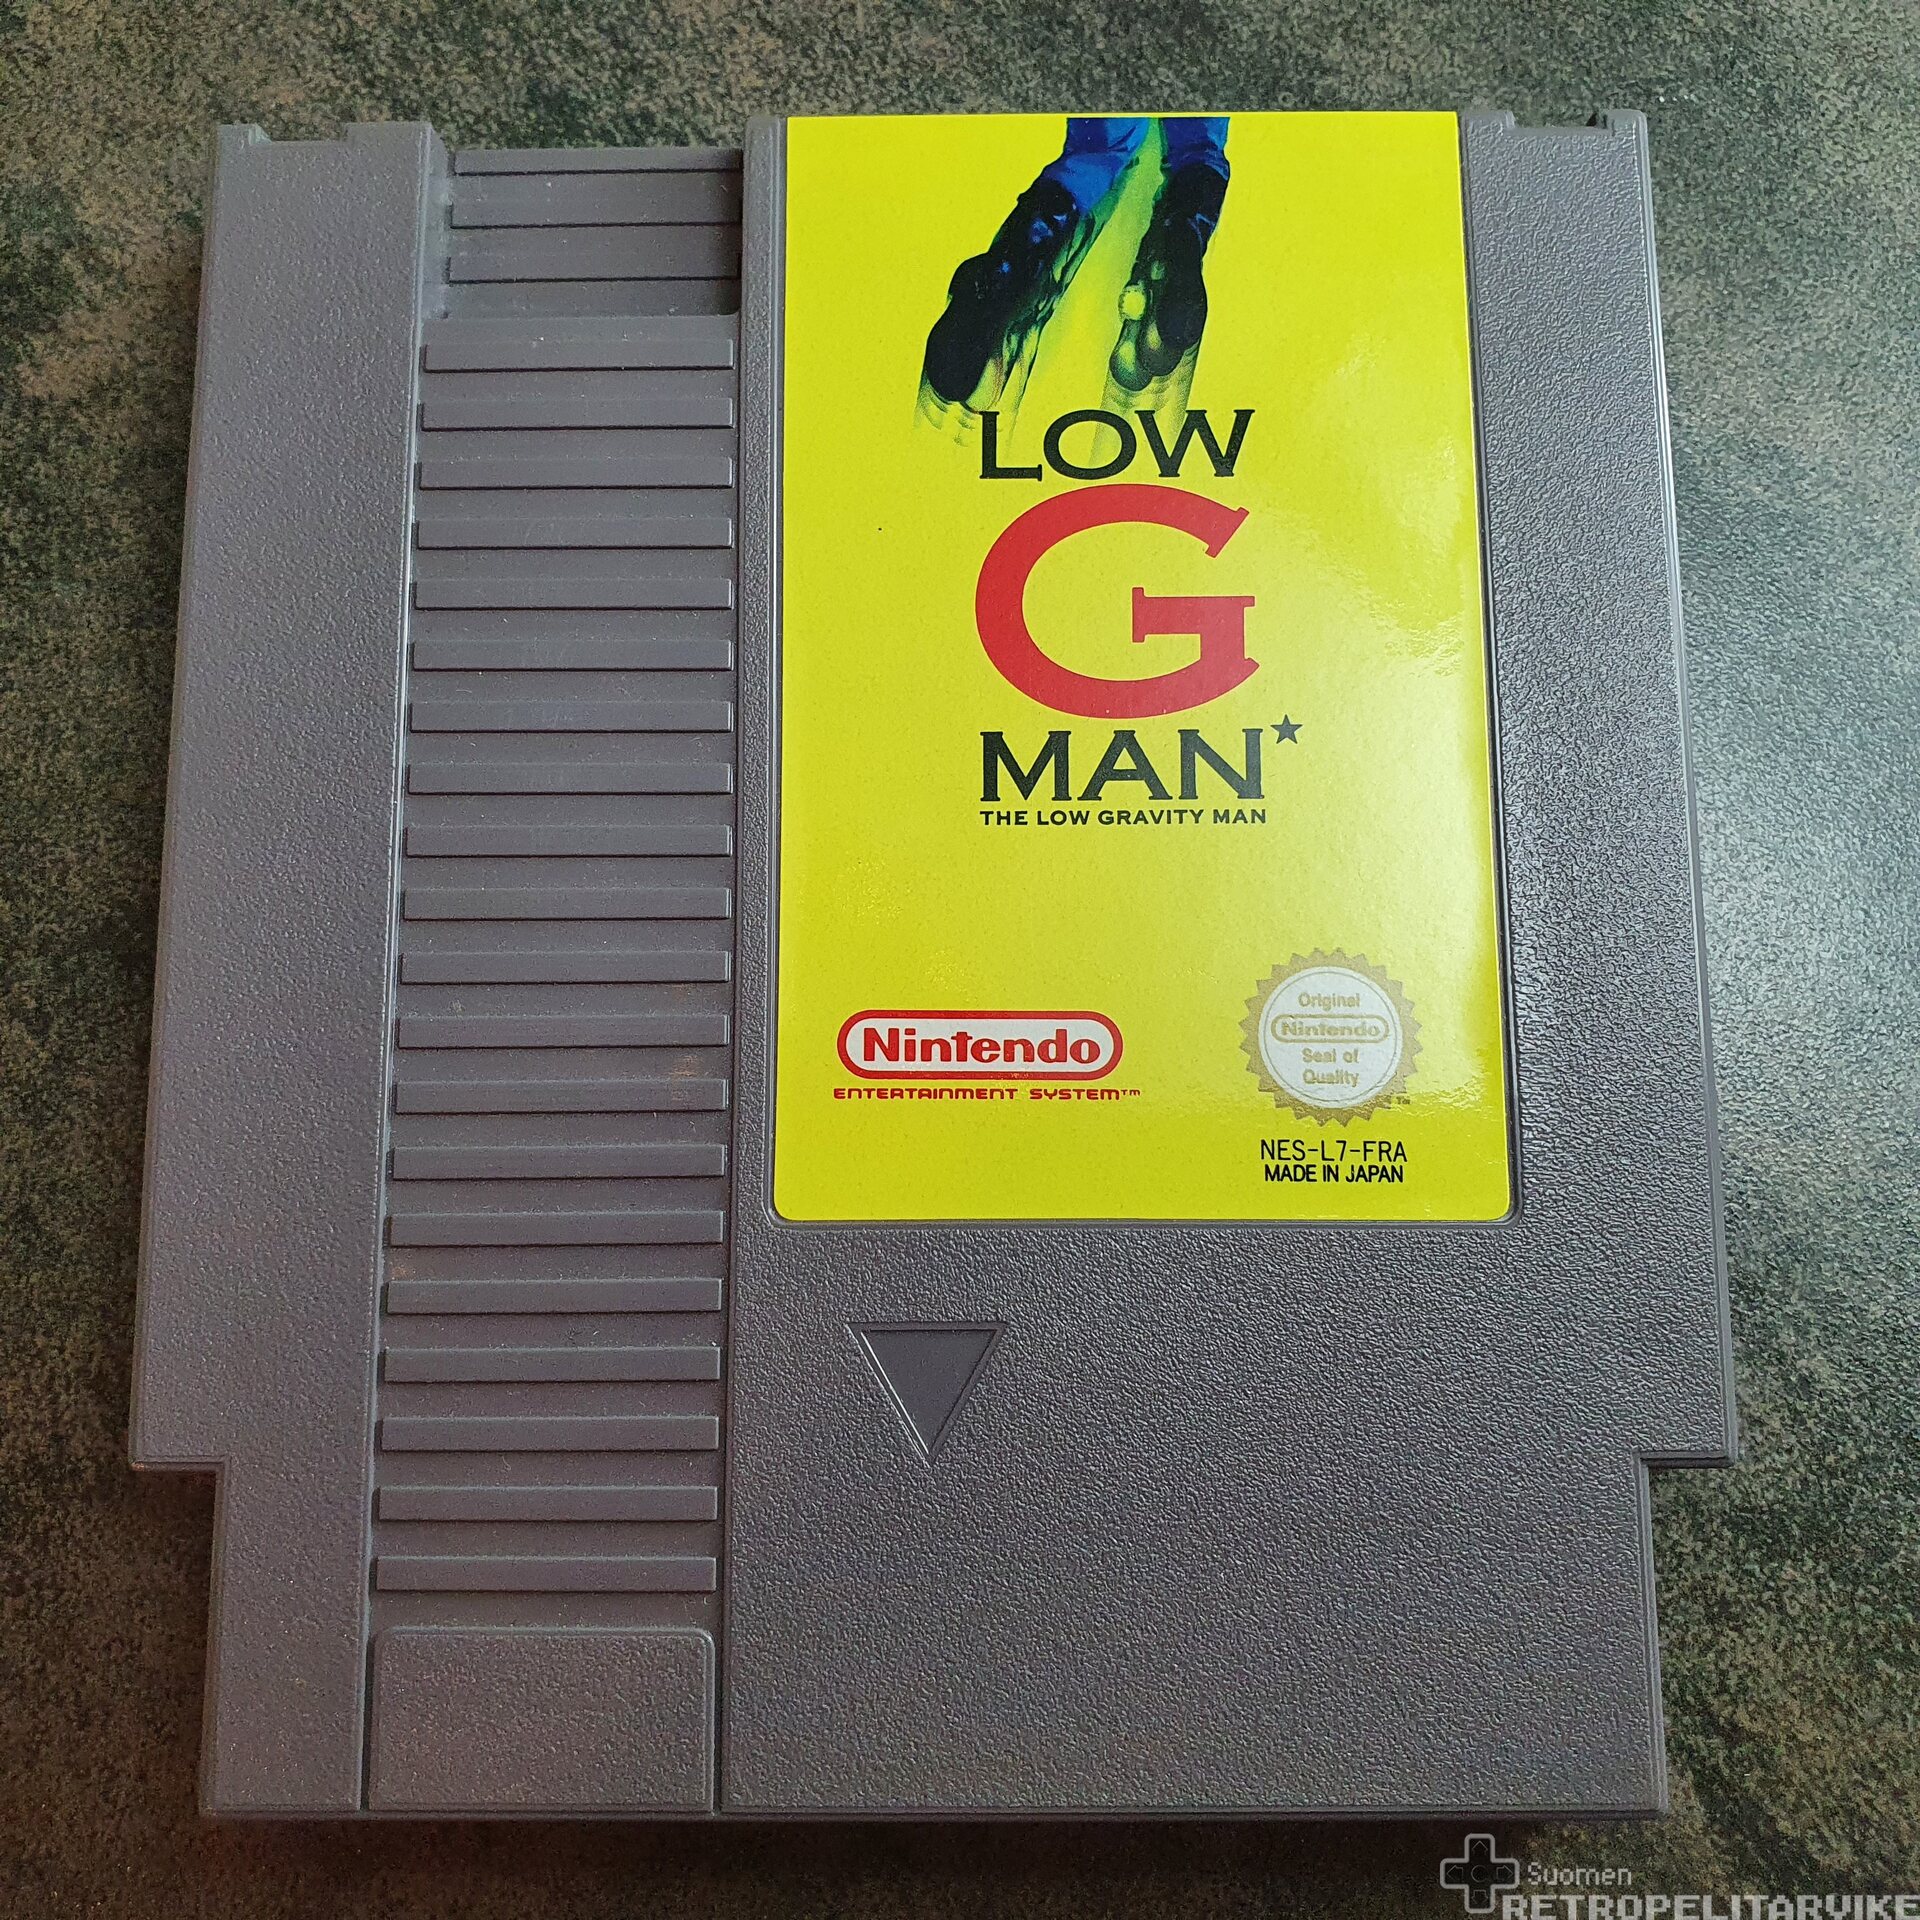 LOW
G
MAN★
THE LOW GRAVITY MAN
Nintendo
ENTERTAINMENT SYSTEM™
Original
Nintendo
Seal of
Quality
TM
NES-L7-FRA
MADE IN JAPAN
Suomen
RETROPELITARVIKE